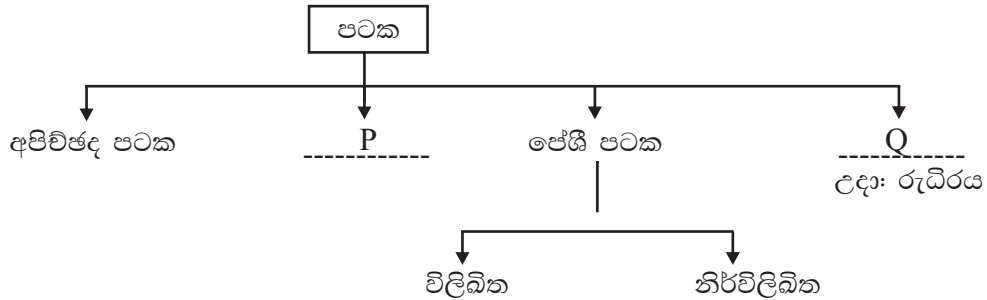 පටක
අපිච්ඡද පටක
P
පේශී පටක
Q
උදා: රුධිරය
විලිඛිත
නිර්විලිඛිත